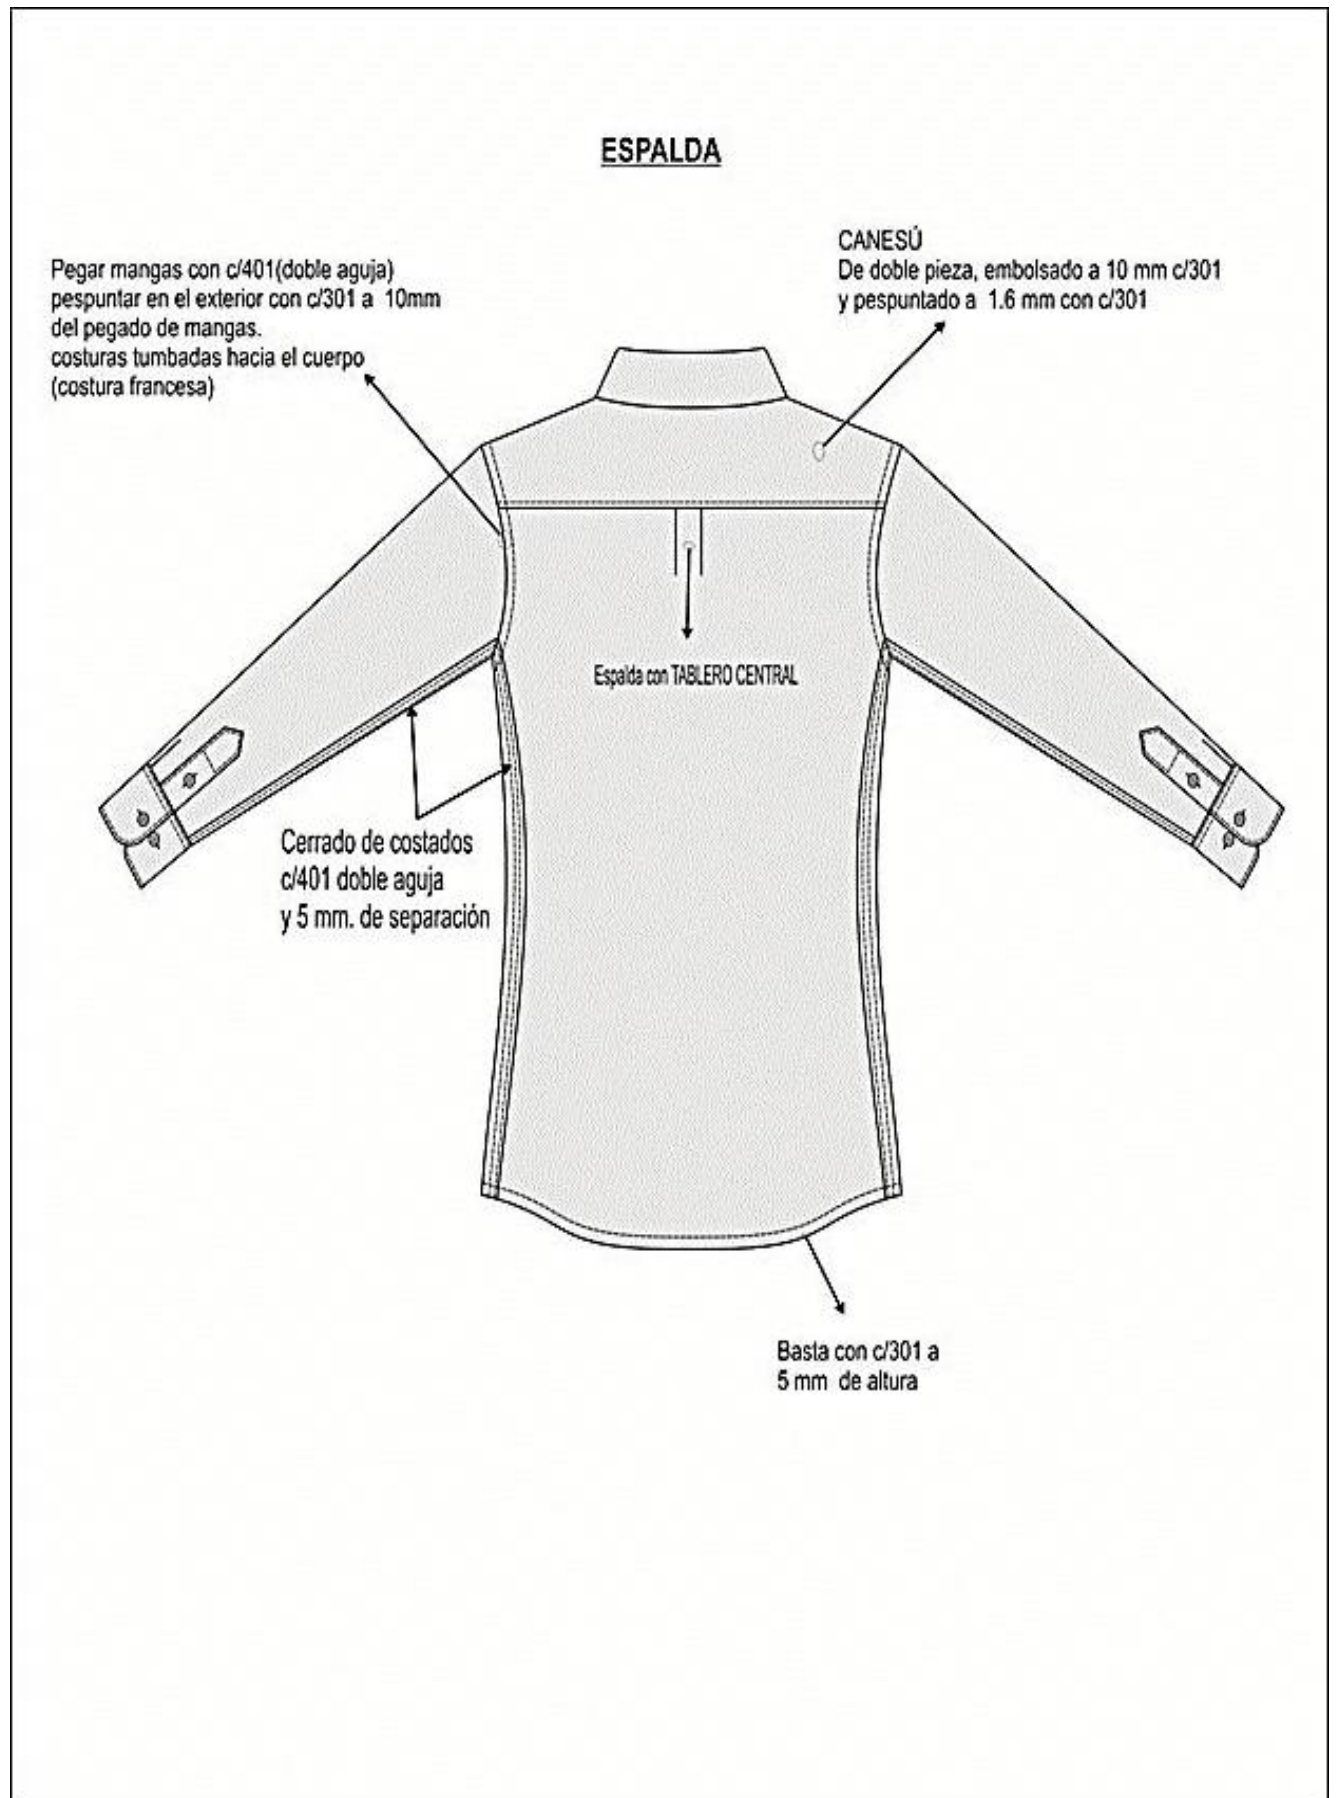 ESPALDA
Pegar mangas con c/401(doble aguja)
pespuntar en el exterior con c/301 a 10mm
del pegado de mangas.
costuras tumbadas hacia el cuerpo
(costura francesa)
CANESÚ
De doble pieza, embolsado a 10 mm c/301
y pespuntado a 1.6 mm con c/301
Espalda con TABLERO CENTRAL
Cerrado de costados
c/401 doble aguja
y 5 mm. de separación
Basta con c/301 a
5 mm de altura